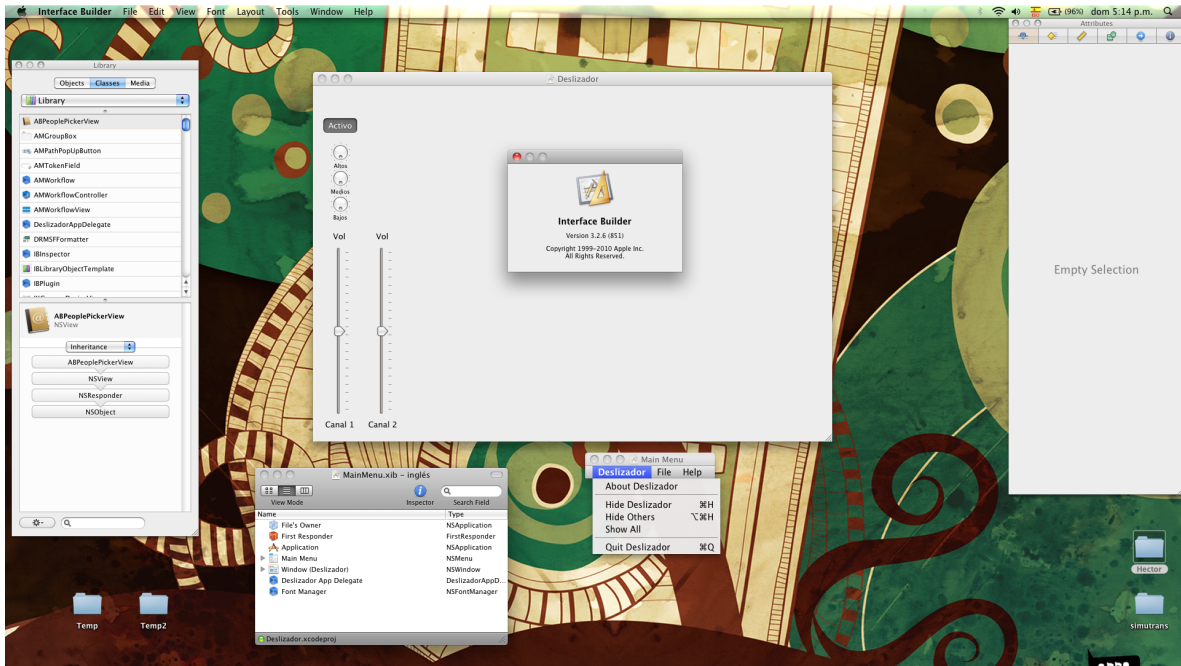 Interface Builder File Edit View Font Layout Tools Window Help
(96%) dom 5:14 p.m.
Library
Objects Classes Media
Library
ABPeoplePickerView
AMGroupBox
AMPathPopUpButton
AMTokenField
AMWorkflow
AMWorkflowController
AMWorkflowView
DeslizadorAppDelegate
DRMSFFormatter
IBInspector
IBLibraryObjectTemplate
IBPlugin
ABPeoplePickerView
NSView
Inheritance
ABPeoplePickerView
NSView
NSResponder
NSObject
Deslizador
Activo
Altos
Medios
Bajos
Vol Vol
Canal 1 Canal 2
Interface Builder
Version 3.2.6 (851)
Copyright 1999-2010 Apple Inc.
All Rights Reserved.
Attributes
Empty Selection
MainMenu.xib – inglés
View Mode Inspector Search Field
Name Type
File's Owner NSApplication
First Responder FirstResponder
Application NSApplication
Main Menu NSMenu
Window (Deslizador) NSWindow
Deslizador App Delegate DeslizadorAppD...
Font Manager NSFontManager
Deslizador.xcodeproj
Main Menu
Deslizador File Help
About Deslizador
Hide Deslizador ⌘H
Hide Others ⌥⌘H
Show All
Quit Deslizador ⌘Q
Temp
Temp2
Hector
simutrans